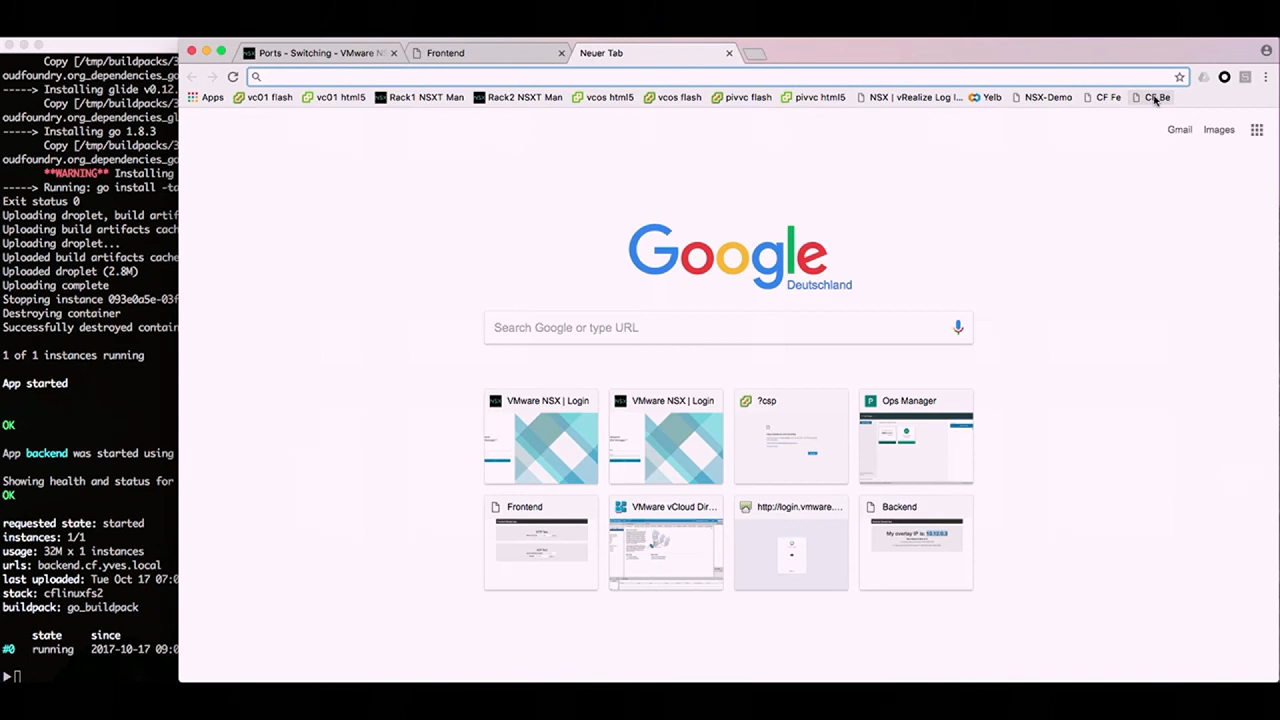 Copy [/tmp/buildpacks/3
oudfoundry.org_dependencies_go
-----> Installing glide v0.12.
Copy [/tmp/buildpacks/3
oudfoundry.org_dependencies_gl
-----> Installing go 1.8.3
Copy [/tmp/buildpacks/3
oudfoundry.org_dependencies_go
**WARNING** Installing
-----> Running: go install -ta
Exit status 0
Uploading droplet, build artif
Uploading build artifacts cach
Uploading droplet...
Uploaded build artifacts cache
Uploaded droplet (2.8M)
Uploading complete
Stopping instance 093e0a5e-03f
Destroying container
Successfully destroyed contain
1 of 1 instances running
App started
OK
App backend was started using
Showing health and status for
OK
requested state: started
instances: 1/1
usage: 32M x 1 instances
urls: backend.cf.yves.local
last uploaded: Tue Oct 17 07:0
stack: cflinuxfs2
buildpack: go_buildpack
state since
#0 running 2017-10-17 09:0
Ports - Switching - VMware NS
Frontend
Neuer Tab
Apps vc01 flash vc01 html5 Rack1 NSXT Man Rack2 NSXT Man vcos html5 vcos flash pivvc flash pivvc html5 NSX | vRealize Log I... Yelb NSX-Demo CF Fe CF Be
Gmail Images
Google
Deutschland
Search Google or type URL
VMware NSX | Login
VMware NSX | Login
?csp
Ops Manager
Frontend
VMware vCloud Dir...
http://login.vmware....
Backend
My overlay IP is: